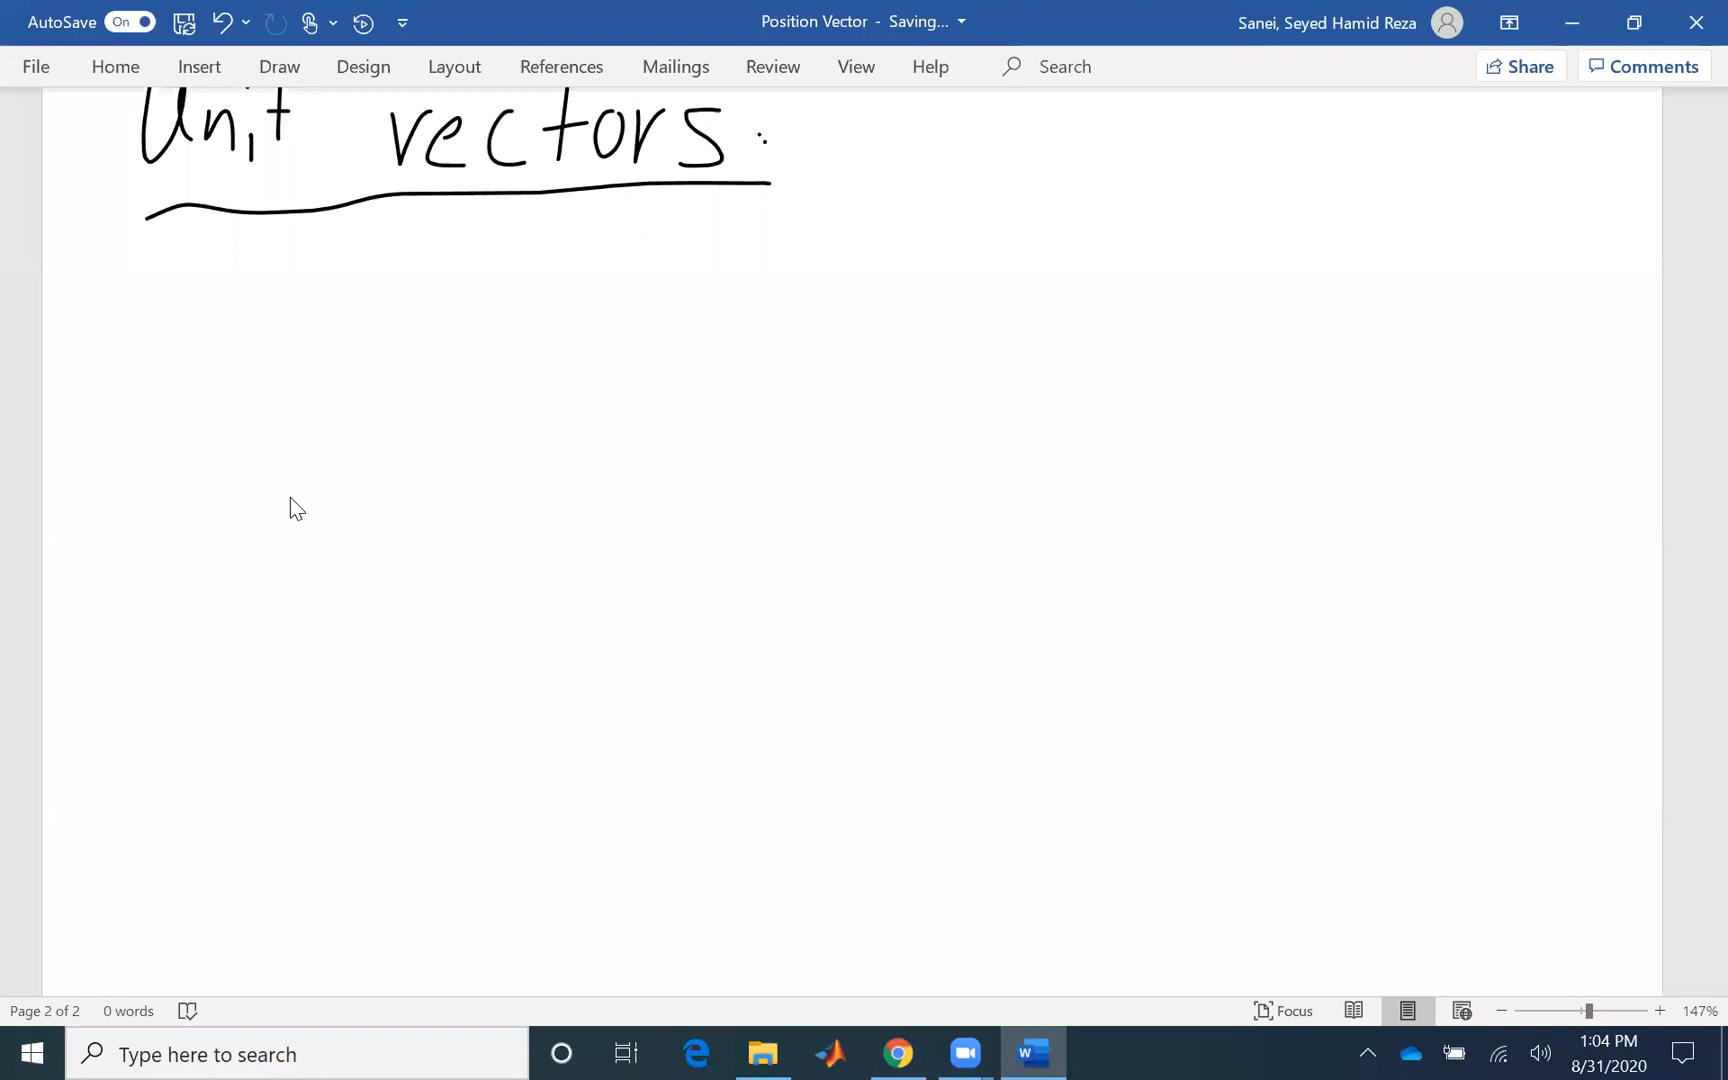 AutoSave On Position Vector - Saving... Sanei, Seyed Hamid Reza
File Home Insert Draw Design Layout References Mailings Review View Help Search Share Comments
Unit vectors:
Page 2 of 2 0 words Focus 147%
Type here to search 1:04 PM
8/31/2020